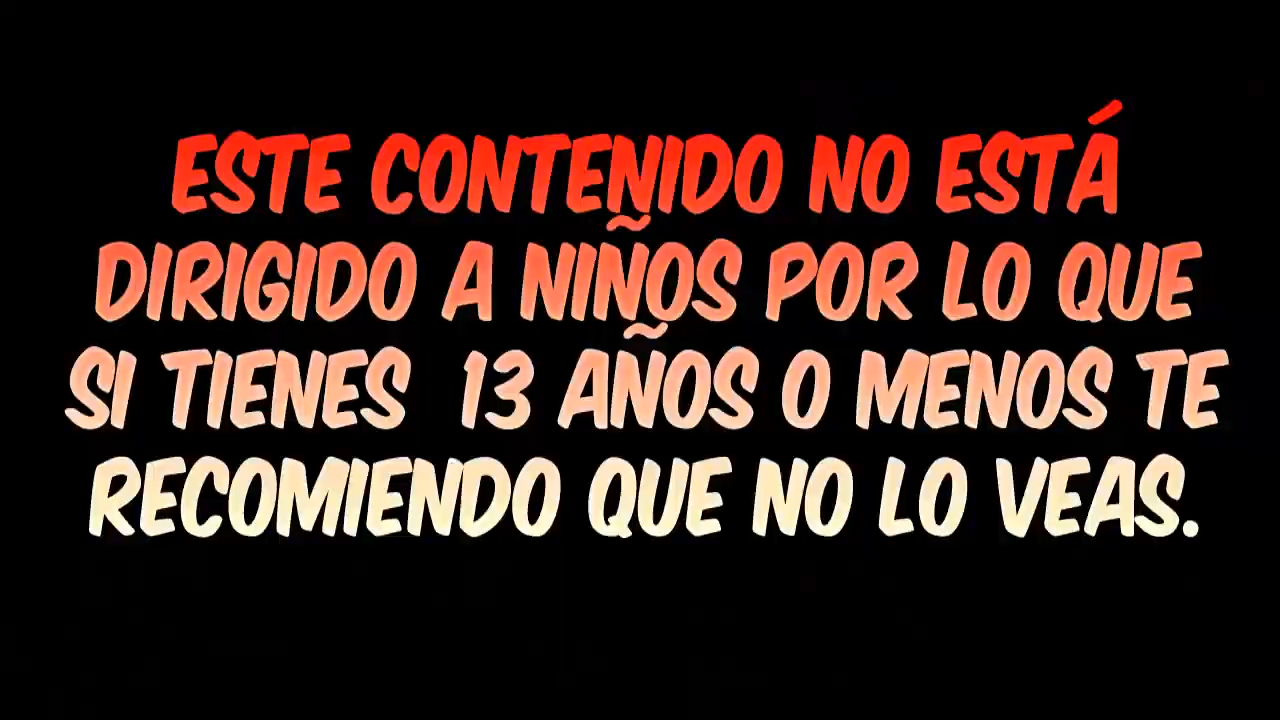 ESTE CONTENIDO NO ESTÁ
DIRIGIDO A NIÑOS POR LO QUE
SI TIENES  13 AÑOS O MENOS TE
RECOMIENDO QUE NO LO VEAS.